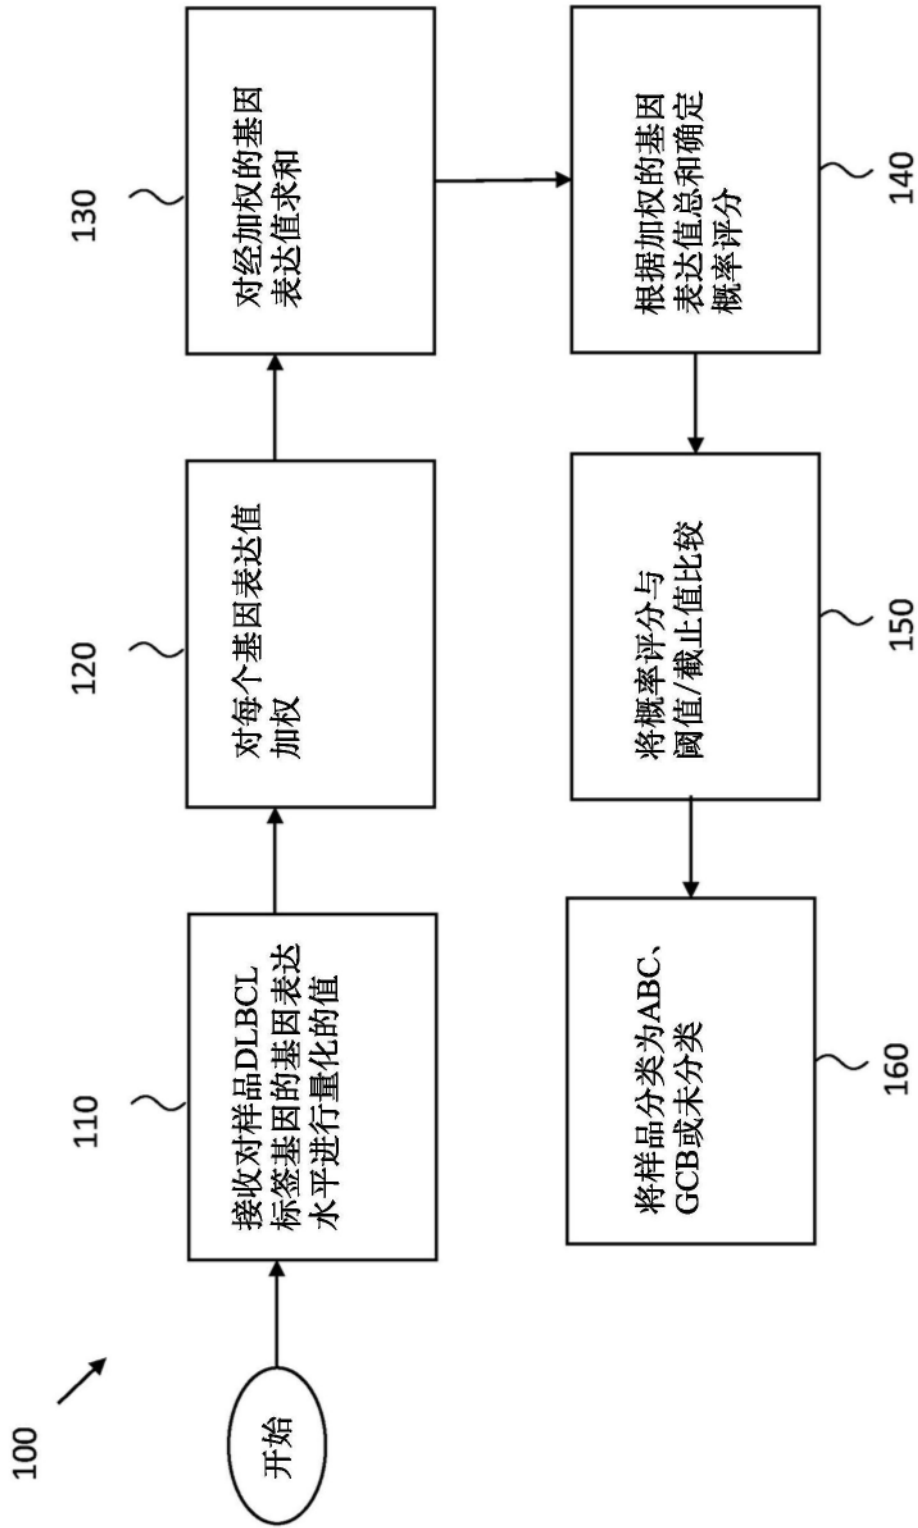 100
开始
110
接收对样品DLBCL
标签基因的基因表达
水平进行量化的值
120
对每个基因表达值
加权
130
对经加权的基因
表达值求和
140
根据加权的基因
表达值总和确定
概率评分
150
将概率评分与
阈值/截止值比较
160
将样品分类为ABC、
GCB或未分类